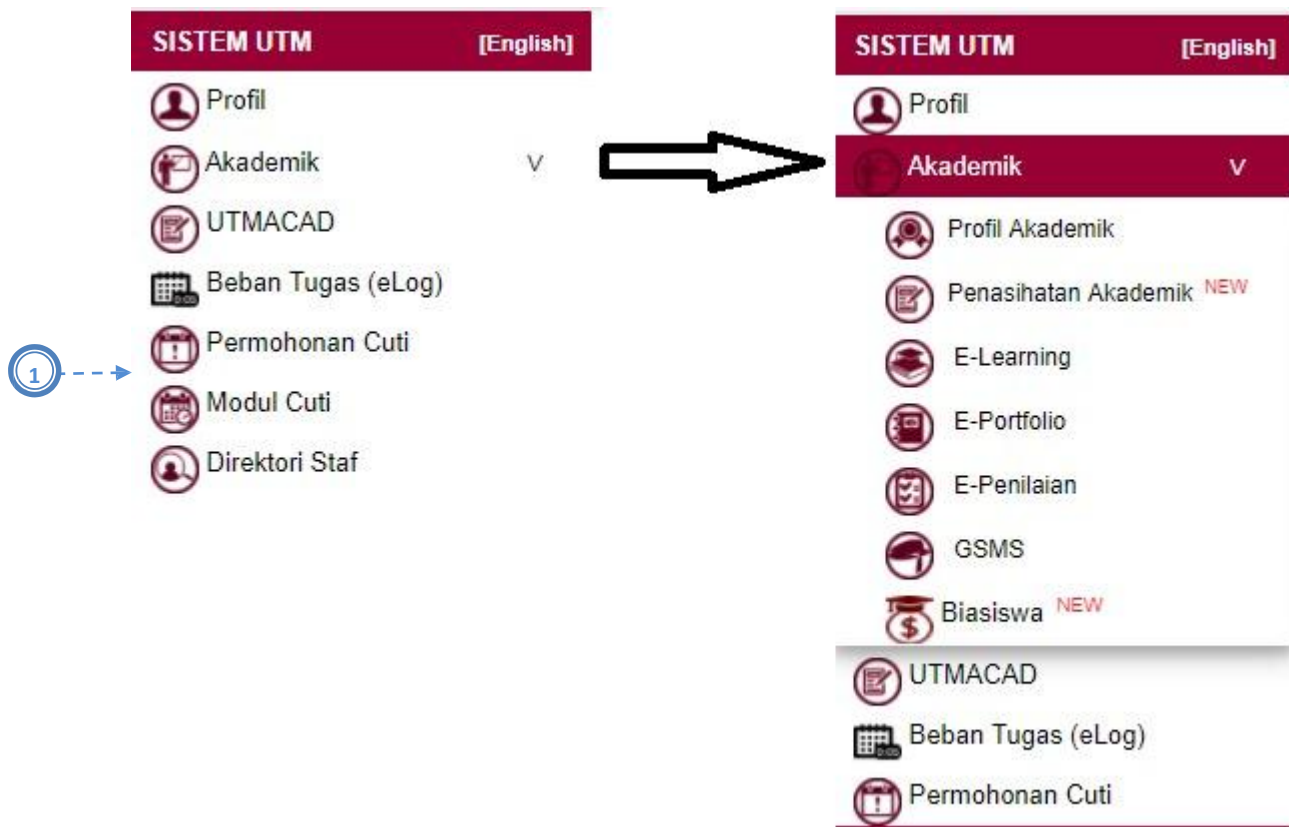 SISTEM UTM [English]
Profil
Akademik V
UTMACAD
Beban Tugas (eLog)
Permohonan Cuti
1
Modul Cuti
Direktori Staf
SISTEM UTM [English]
Profil
Akademik V
Profil Akademik
Penasihatan Akademik NEW
E-Learning
E-Portfolio
E-Penilaian
GSMS
Biasiswa NEW
UTMACAD
Beban Tugas (eLog)
Permohonan Cuti